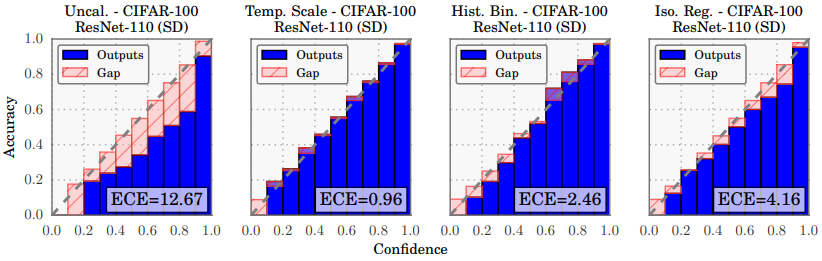 Uncal. - CIFAR-100
ResNet-110 (SD)
Temp. Scale - CIFAR-100
ResNet-110 (SD)
Hist. Bin. - CIFAR-100
ResNet-110 (SD)
Iso. Reg. - CIFAR-100
ResNet-110 (SD)
Accuracy
1.0
0.8
0.6
0.4
0.2
0.0
Outputs
Gap
ECE=12.67
0.0 0.2 0.4 0.6 0.8 1.0
Outputs
Gap
ECE=0.96
0.0 0.2 0.4 0.6 0.8 1.0
Outputs
Gap
ECE=2.46
0.0 0.2 0.4 0.6 0.8 1.0
Outputs
Gap
ECE=4.16
0.0 0.2 0.4 0.6 0.8 1.0
Confidence